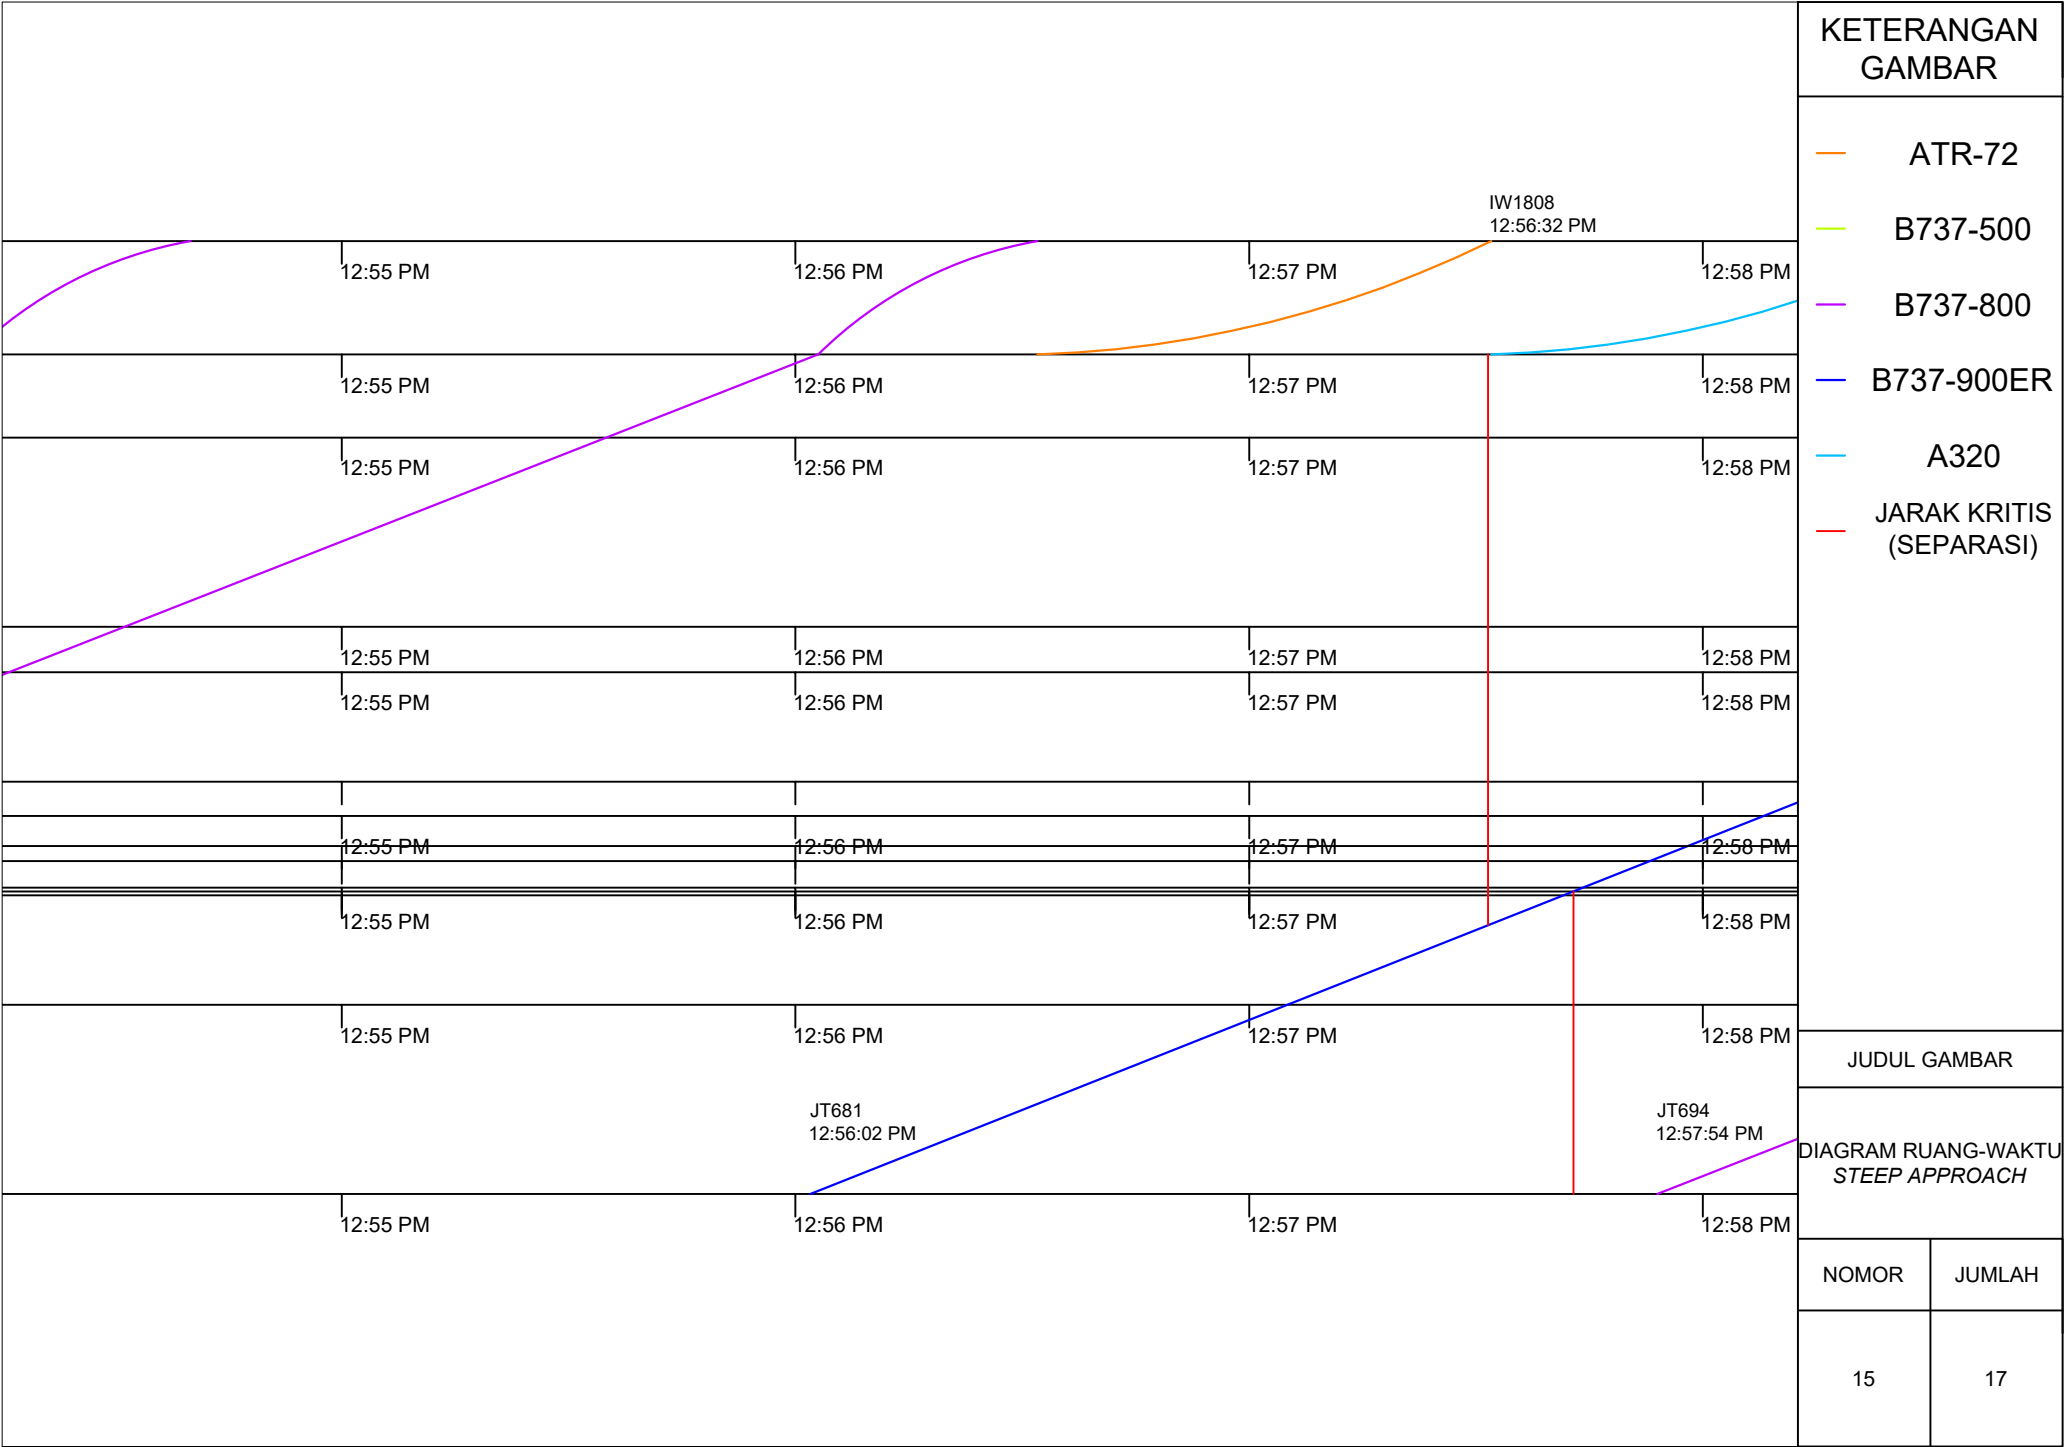 KETERANGAN
GAMBAR
ATR-72
B737-500
B737-800
B737-900ER
A320
JARAK KRITIS
(SEPARASI)
IW1808
12:56:32 PM
12:55 PM
12:56 PM
12:57 PM
12:58 PM
12:55 PM
12:56 PM
12:57 PM
12:58 PM
12:55 PM
12:56 PM
12:57 PM
12:58 PM
12:55 PM
12:56 PM
12:57 PM
12:58 PM
12:55 PM
12:56 PM
12:57 PM
12:58 PM
12:55 PM
12:56 PM
12:57 PM
12:58 PM
12:55 PM
12:56 PM
12:57 PM
12:58 PM
12:55 PM
12:56 PM
12:57 PM
12:58 PM
JT681
12:56:02 PM
JT694
12:57:54 PM
12:55 PM
12:56 PM
12:57 PM
12:58 PM
JUDUL GAMBAR
DIAGRAM RUANG-WAKTU
STEEP APPROACH
NOMOR
JUMLAH
15
17